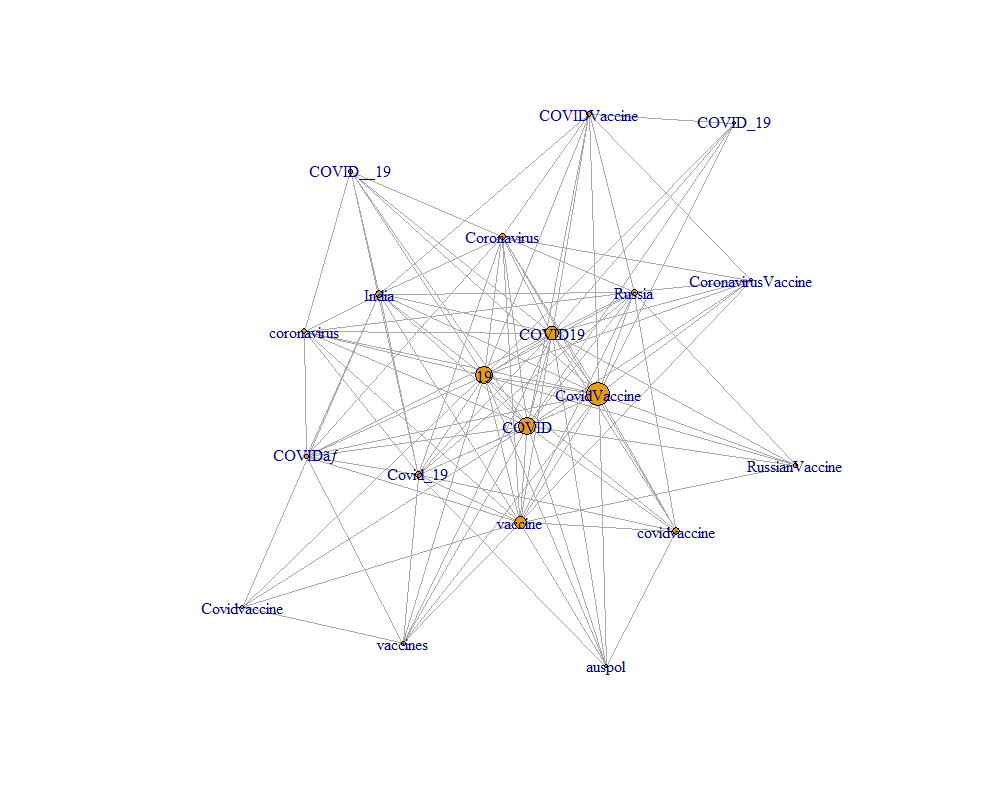 COVIDVaccine
COVID_19
COVID__19
Coronavirus
CoronavirusVaccine
India
Russia
coronavirus
COVID19
19
CovidVaccine
COVID
COVIDãƒ
Covid_19
RussianVaccine
vaccine
covidvaccine
Covidvaccine
vaccines
auspol